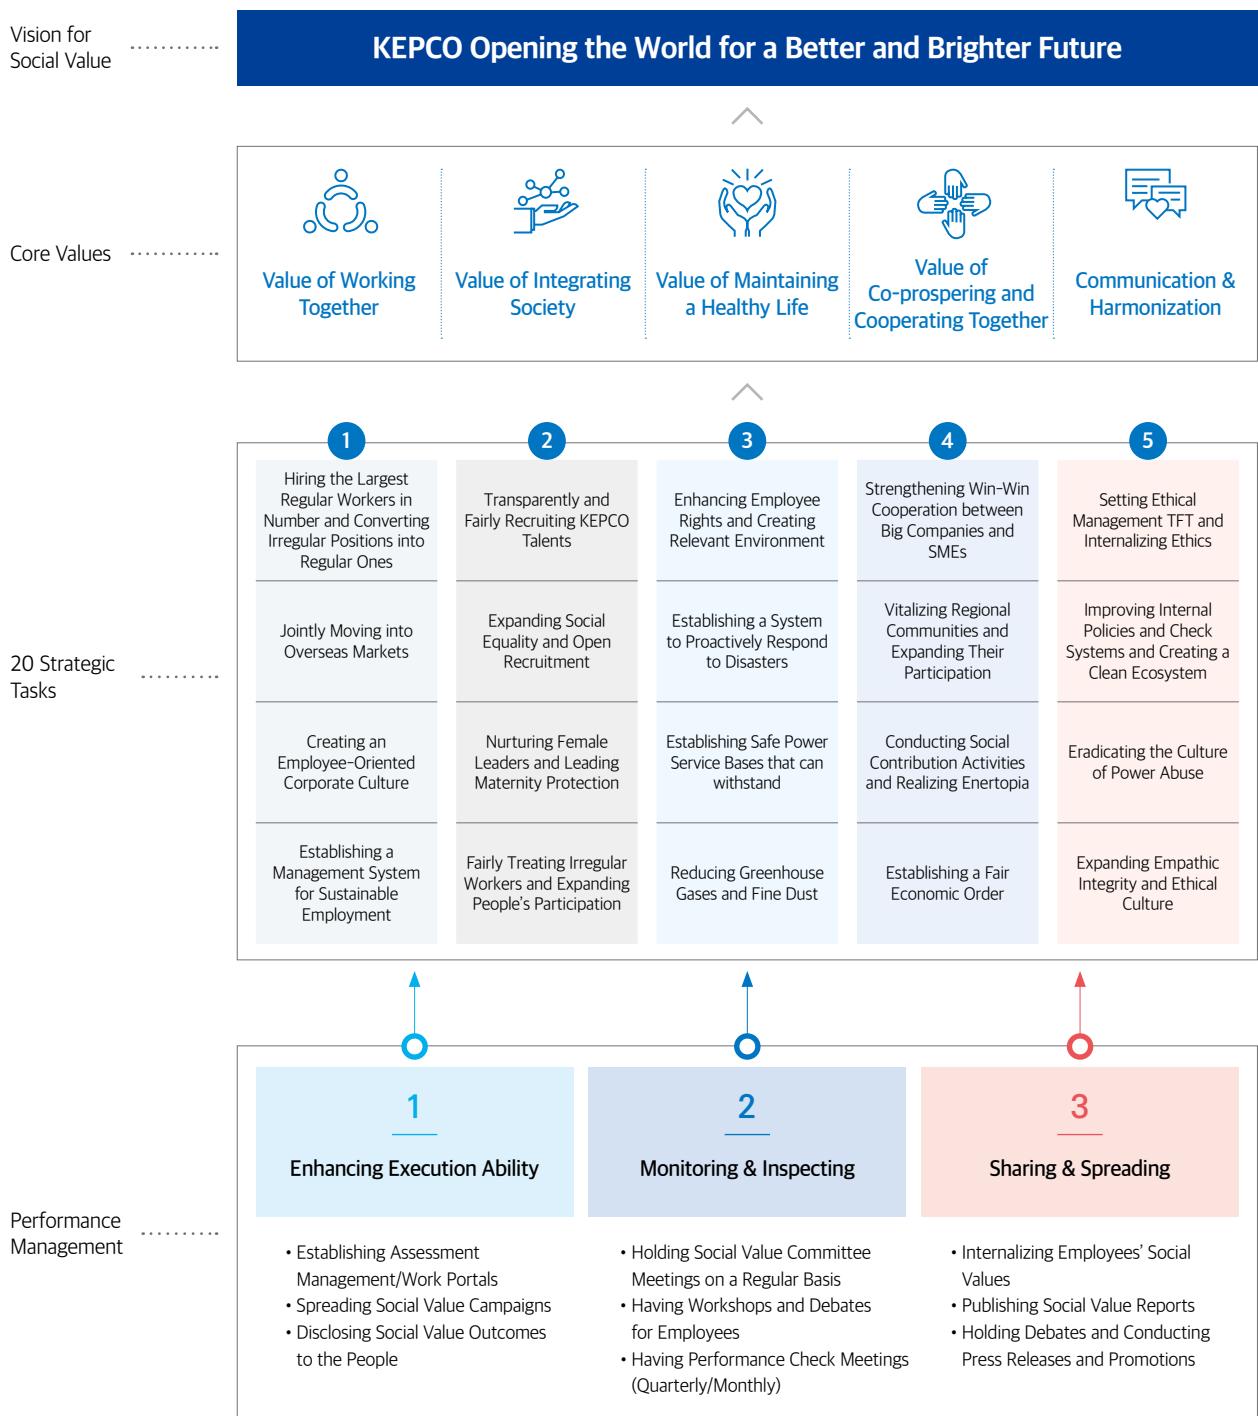 Vision for
Social Value
KEPCO Opening the World for a Better and Brighter Future
Core Values
Value of Working
Together
Value of Integrating
Society
Value of Maintaining
a Healthy Life
Value of
Co-prospering and
Cooperating Together
Communication &
Harmonization
20 Strategic
Tasks
1
Hiring the Largest
Regular Workers in
Number and Converting
Irregular Positions into
Regular Ones
Jointly Moving into
Overseas Markets
Creating an
Employee-Oriented
Corporate Culture
Establishing a
Management System
for Sustainable
Employment
2
Transparently and
Fairly Recruiting KEPCO
Talents
Expanding Social
Equality and Open
Recruitment
Nurturing Female
Leaders and Leading
Maternity Protection
Fairly Treating Irregular
Workers and Expanding
People's Participation
3
Enhancing Employee
Rights and Creating
Relevant Environment
Establishing a System
to Proactively Respond
to Disasters
Establishing Safe Power
Service Bases that can
withstand
Reducing Greenhouse
Gases and Fine Dust
4
Strengthening Win-Win
Cooperation between
Big Companies and
SMEs
Vitalizing Regional
Communities and
Expanding Their
Participation
Conducting Social
Contribution Activities
and Realizing Enertopia
Establishing a Fair
Economic Order
5
Setting Ethical
Management TFT and
Internalizing Ethics
Improving Internal
Policies and Check
Systems and Creating a
Clean Ecosystem
Eradicating the Culture
of Power Abuse
Expanding Empathic
Integrity and Ethical
Culture
Performance
Management
1
Enhancing Execution Ability
• Establishing Assessment
Management/Work Portals
• Spreading Social Value Campaigns
• Disclosing Social Value Outcomes
to the People
2
Monitoring & Inspecting
• Holding Social Value Committee
Meetings on a Regular Basis
• Having Workshops and Debates
for Employees
• Having Performance Check Meetings
(Quarterly/Monthly)
3
Sharing & Spreading
• Internalizing Employees' Social
Values
• Publishing Social Value Reports
• Holding Debates and Conducting
Press Releases and Promotions